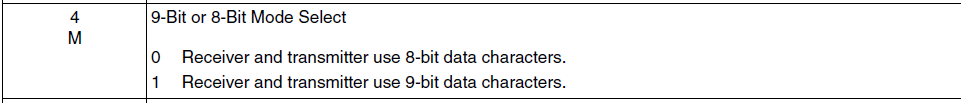 4
M
9-Bit or 8-Bit Mode Select
0 Receiver and transmitter use 8-bit data characters.
1 Receiver and transmitter use 9-bit data characters.